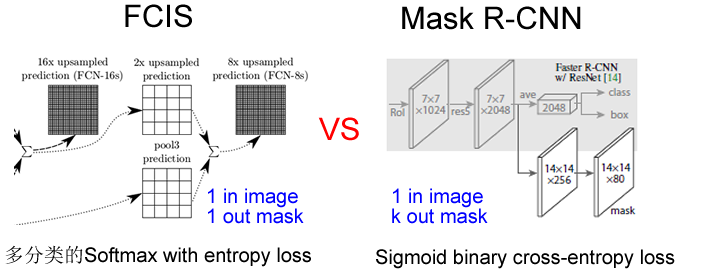 FCIS
Mask R-CNN
16x upsampled
prediction (FCN-16s)
2x upsampled
prediction
8x upsampled
prediction (FCN-8s)
pool3
prediction
Σ
Σ
1 in image
1 out mask
多分类的Softmax with entropy loss
VS
Faster R-CNN
w/ ResNet [14]
RoI
7×7
×1024
res5
7×7
×2048
ave
2048
class
box
14×14
×256
14×14
×80
mask
1 in image
k out mask
Sigmoid binary cross-entropy loss